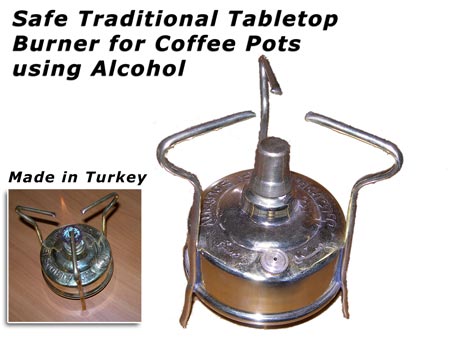 Safe Traditional Tabletop
Burner for Coffee Pots
using Alcohol
Made in Turkey